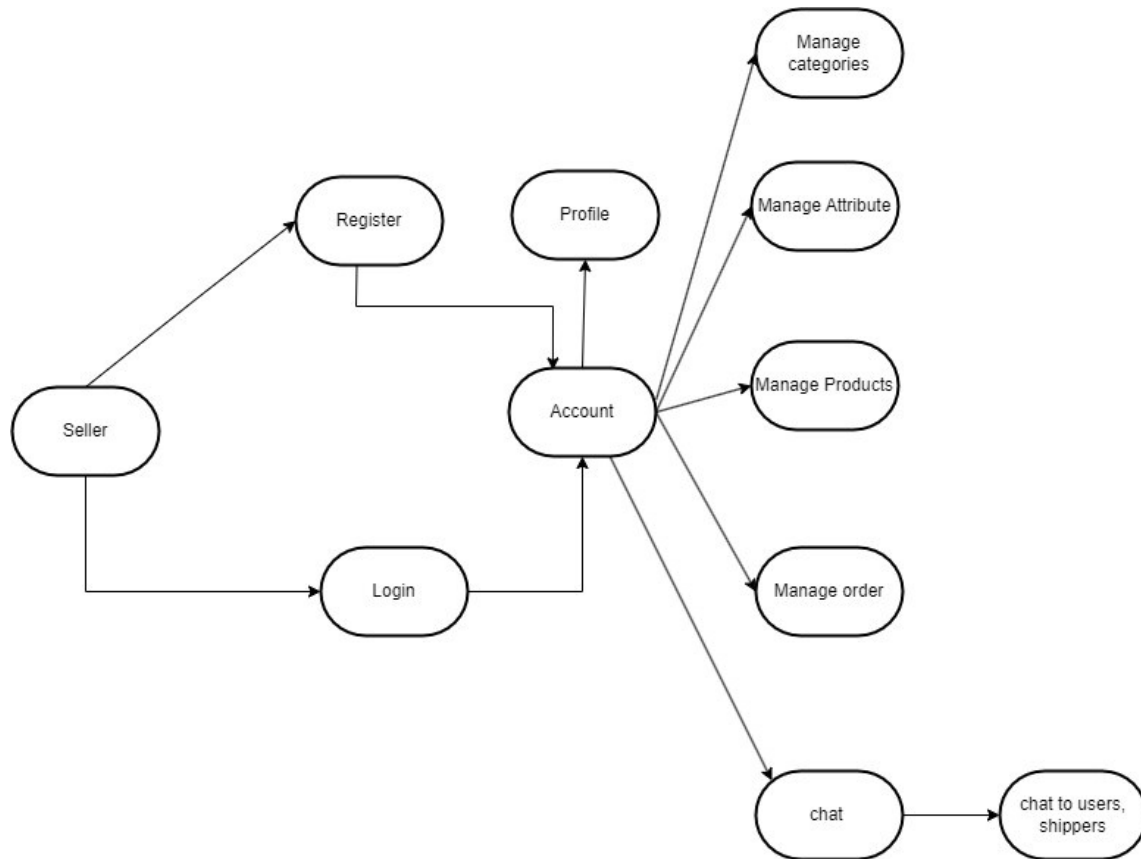 Manage
categories
Manage Attribute
Register
Profile
Manage Products
Account
Seller
Login
Manage order
chat
chat to users,
shippers